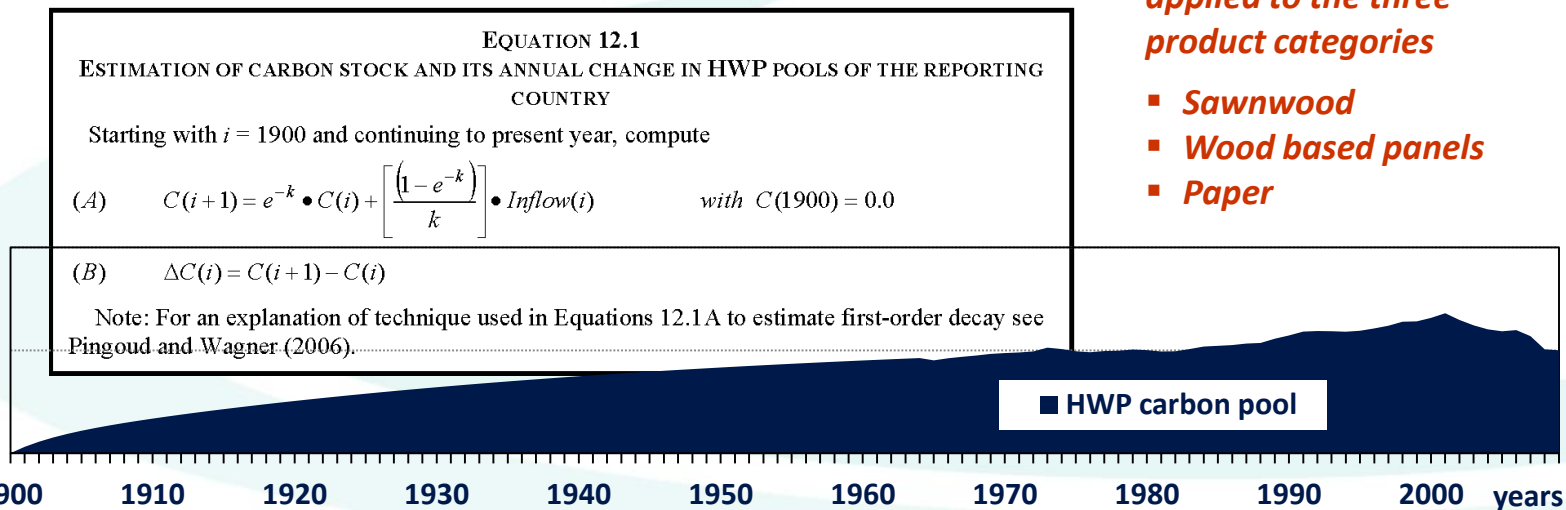 EQUATION 12.1
ESTIMATION OF CARBON STOCK AND ITS ANNUAL CHANGE IN HWP POOLS OF THE REPORTING
COUNTRY
Starting with i = 1900 and continuing to present year, compute
(A) C(i+1) = e^{-k} • C(i) + [(1 − e^{-k}) / k] • Inflow(i) with C(1900) = 0.0
(B) ΔC(i) = C(i+1) − C(i)
Note: For an explanation of technique used in Equations 12.1A to estimate first-order decay see
Pingoud and Wagner (2006).
applied to the three
product categories
▪ Sawnwood
▪ Wood based panels
▪ Paper
■ HWP carbon pool
900 1910 1920 1930 1940 1950 1960 1970 1980 1990 2000 years